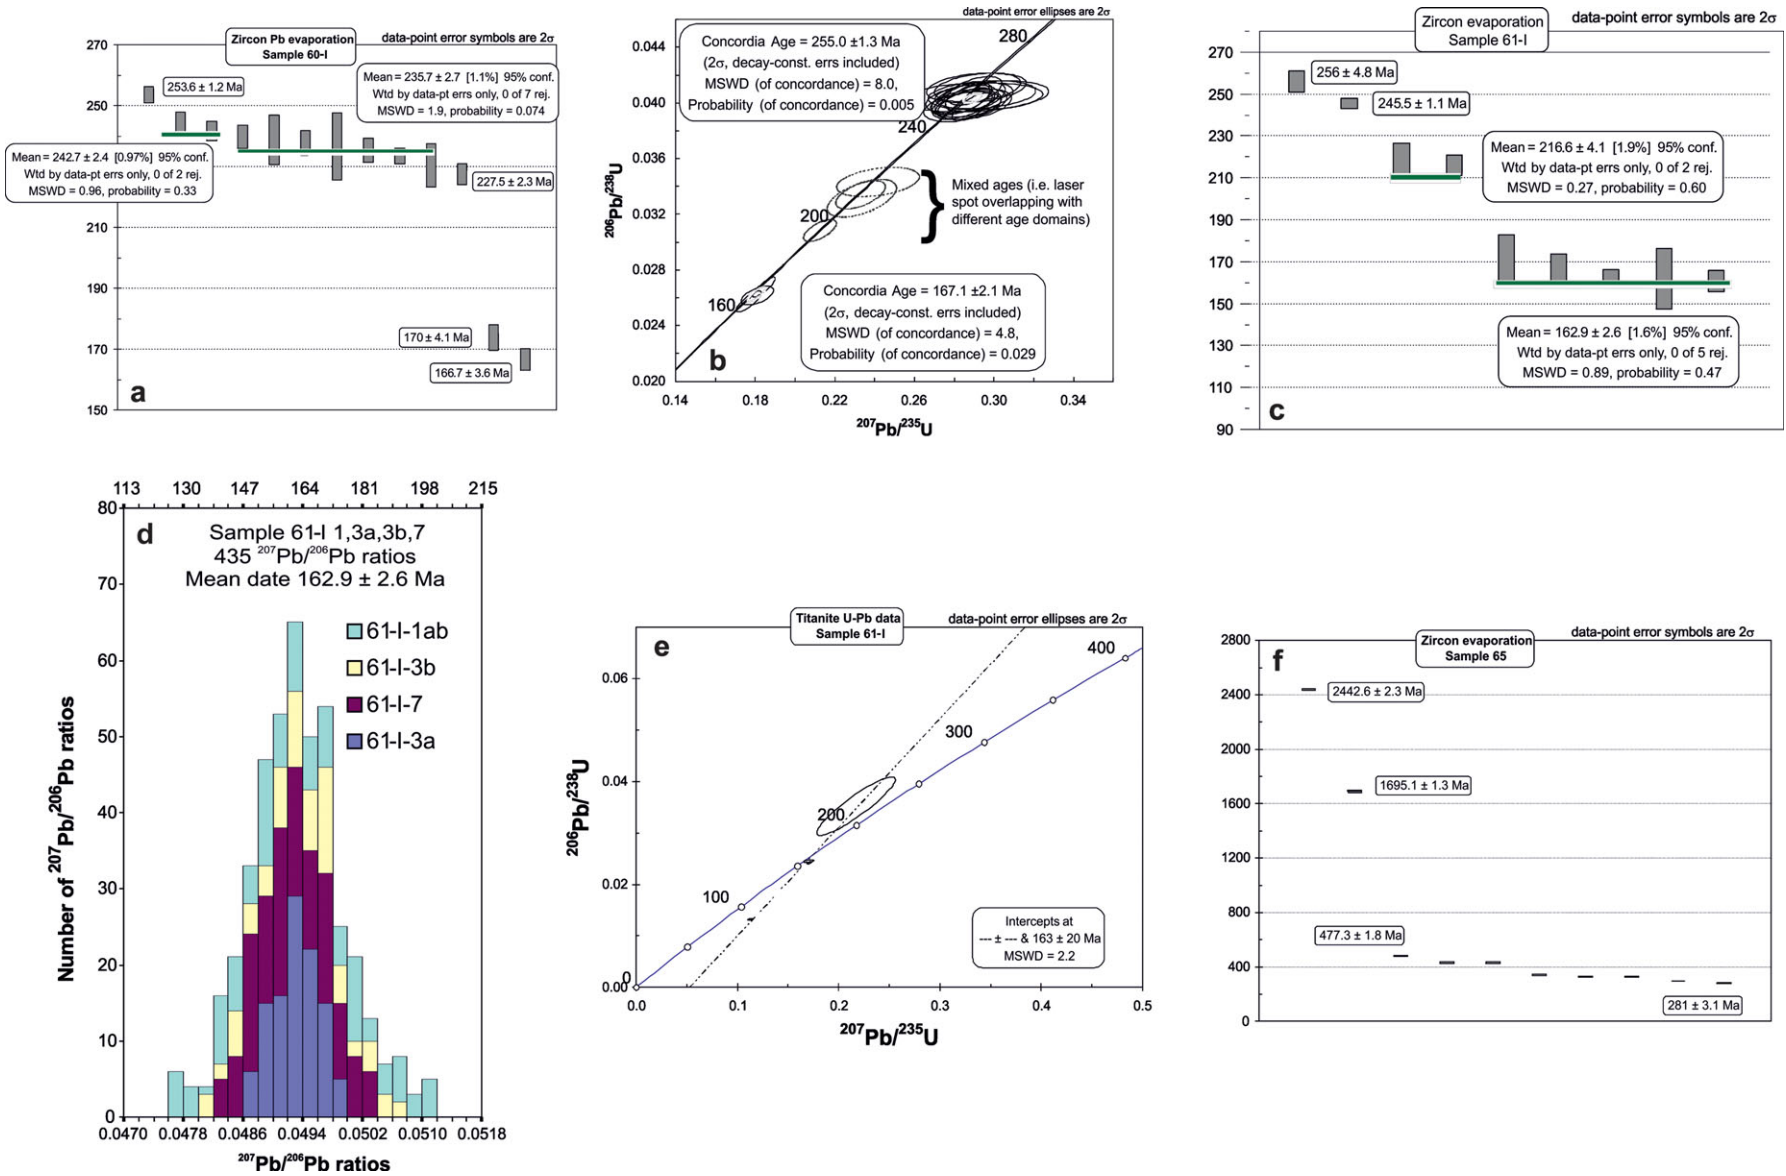 Zircon Pb evaporation
Sample 60-I
data-point error symbols are 2σ
270
250
210
190
170
150
253.6 ± 1.2 Ma
Mean = 235.7 ± 2.7 [1.1%] 95% conf.
Wtd by data-pt errs only, 0 of 7 rej.
MSWD = 1.9, probability = 0.074
Mean = 242.7 ± 2.4 [0.97%] 95% conf.
Wtd by data-pt errs only, 0 of 2 rej.
MSWD = 0.96, probability = 0.33
227.5 ± 2.3 Ma
170 ± 4.1 Ma
166.7 ± 3.6 Ma
a
data-point error ellipses are 2σ
Concordia Age = 255.0 ±1.3 Ma
(2σ, decay-const. errs included)
MSWD (of concordance) = 8.0,
Probability (of concordance) = 0.005
280
240
200
160
Mixed ages (i.e. laser
spot overlapping with
different age domains)
Concordia Age = 167.1 ±2.1 Ma
(2σ, decay-const. errs included)
MSWD (of concordance) = 4.8,
Probability (of concordance) = 0.029
b
0.044
0.040
0.036
0.032
0.028
0.024
0.020
²⁰⁶Pb/²³⁸U
0.14 0.18 0.22 0.26 0.30 0.34
²⁰⁷Pb/²³⁵U
Zircon evaporation
Sample 61-I
data-point error symbols are 2σ
270
250
230
210
190
170
150
130
110
90
256 ± 4.8 Ma
245.5 ± 1.1 Ma
Mean = 216.6 ± 4.1 [1.9%] 95% conf.
Wtd by data-pt errs only, 0 of 2 rej.
MSWD = 0.27, probability = 0.60
Mean = 162.9 ± 2.6 [1.6%] 95% conf.
Wtd by data-pt errs only, 0 of 5 rej.
MSWD = 0.89, probability = 0.47
c
113 130 147 164 181 198 215
d
Sample 61-I 1,3a,3b,7
435 ²⁰⁷Pb/²⁰⁶Pb ratios
Mean date 162.9 ± 2.6 Ma
61-I-1ab
61-I-3b
61-I-7
61-I-3a
80
70
60
50
40
30
20
10
0
Number of ²⁰⁷Pb/²⁰⁶Pb ratios
0.0470 0.0478 0.0486 0.0494 0.0502 0.0510 0.0518
²⁰⁷Pb/²⁰⁶Pb ratios
Titanite U-Pb data
Sample 61-I
data-point error ellipses are 2σ
e
400
300
200
100
0
0.06
0.04
0.02
0.00
²⁰⁶Pb/²³⁸U
Intercepts at
--- ± --- & 163 ± 20 Ma
MSWD = 2.2
0.0 0.1 0.2 0.3 0.4 0.5
²⁰⁷Pb/²³⁵U
Zircon evaporation
Sample 65
data-point error symbols are 2σ
f
2800
2400
2000
1600
1200
800
400
0
2442.6 ± 2.3 Ma
1695.1 ± 1.3 Ma
477.3 ± 1.8 Ma
281 ± 3.1 Ma